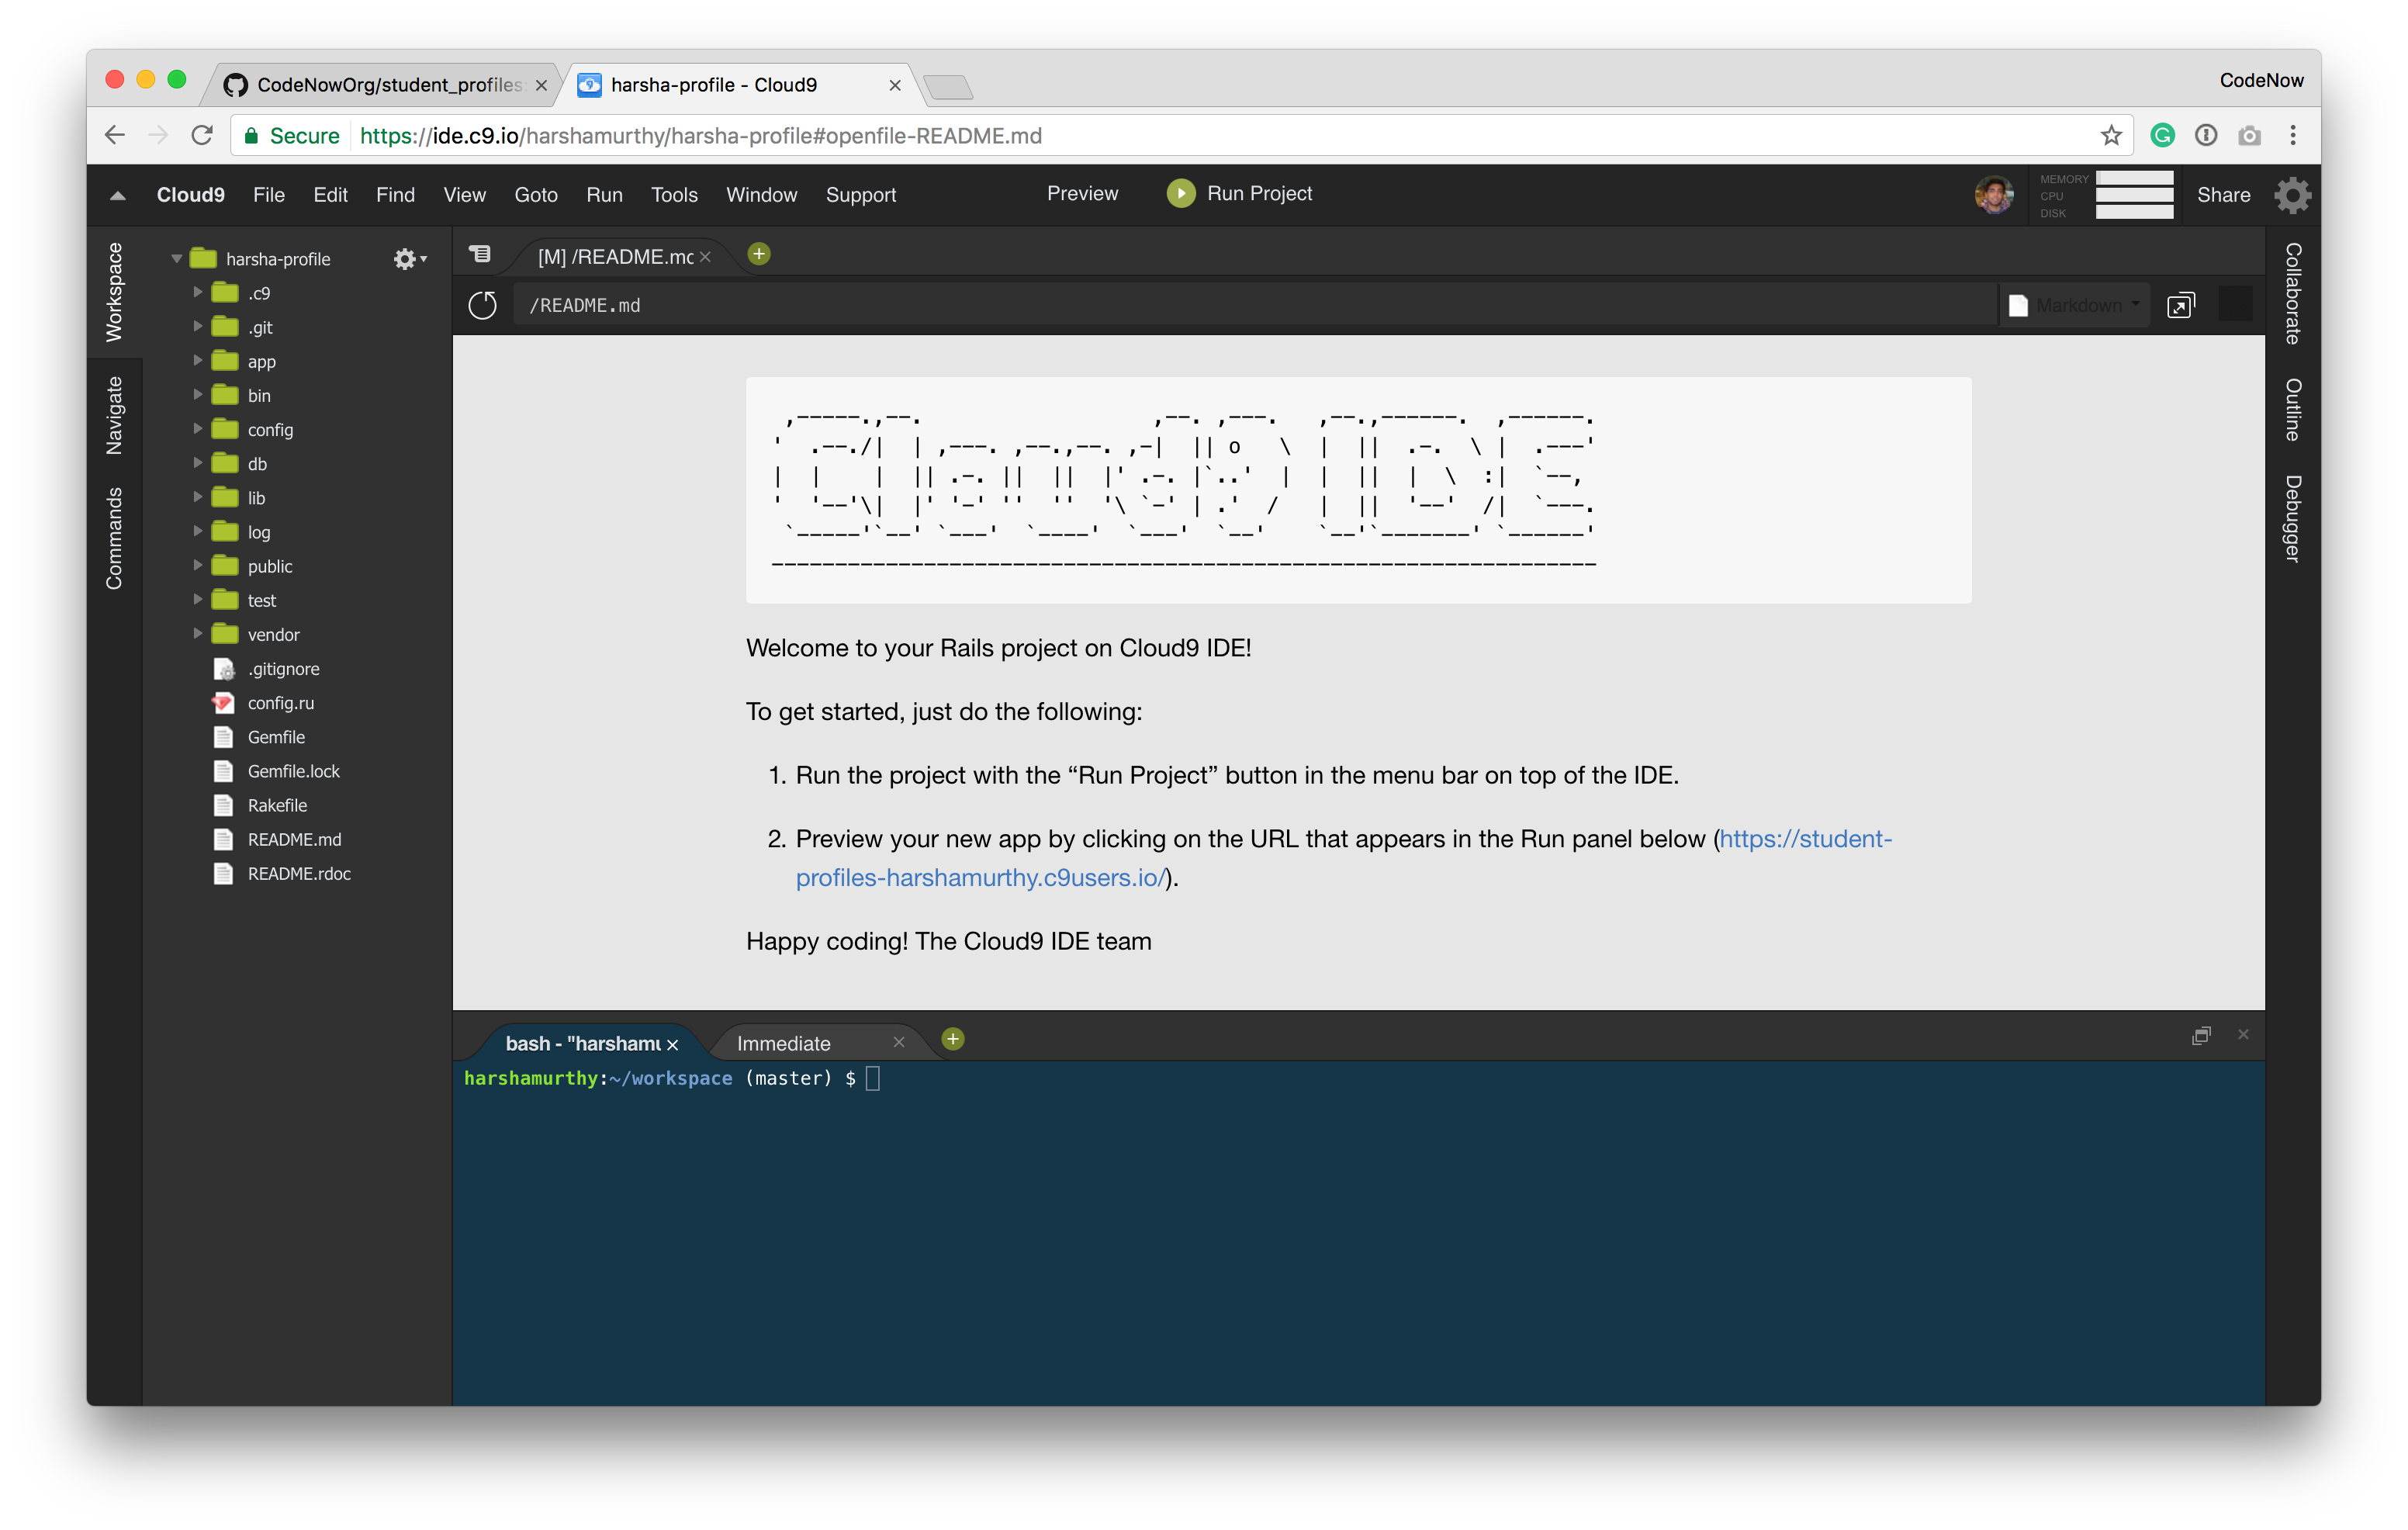 CodeNowOrg/student_profiles:
harsha-profile - Cloud9
CodeNow
Secure https://ide.c9.io/harshamurthy/harsha-profile#openfile-README.md
Cloud9 File Edit Find View Goto Run Tools Window Support Preview Run Project
MEMORY
CPU
DISK
Share
Workspace
Navigate
Commands
harsha-profile
.c9
.git
app
bin
config
db
lib
log
public
test
vendor
.gitignore
config.ru
Gemfile
Gemfile.lock
Rakefile
README.md
README.rdoc
[M] /README.mc
/README.md
Markdown
Cloud9 IDE
Welcome to your Rails project on Cloud9 IDE!
To get started, just do the following:
1. Run the project with the “Run Project” button in the menu bar on top of the IDE.
2. Preview your new app by clicking on the URL that appears in the Run panel below (https://student-
profiles-harshamurthy.c9users.io/).
Happy coding! The Cloud9 IDE team
bash - "harshamu
Immediate
harshamurthy:~/workspace (master) $
Collaborate
Outline
Debugger